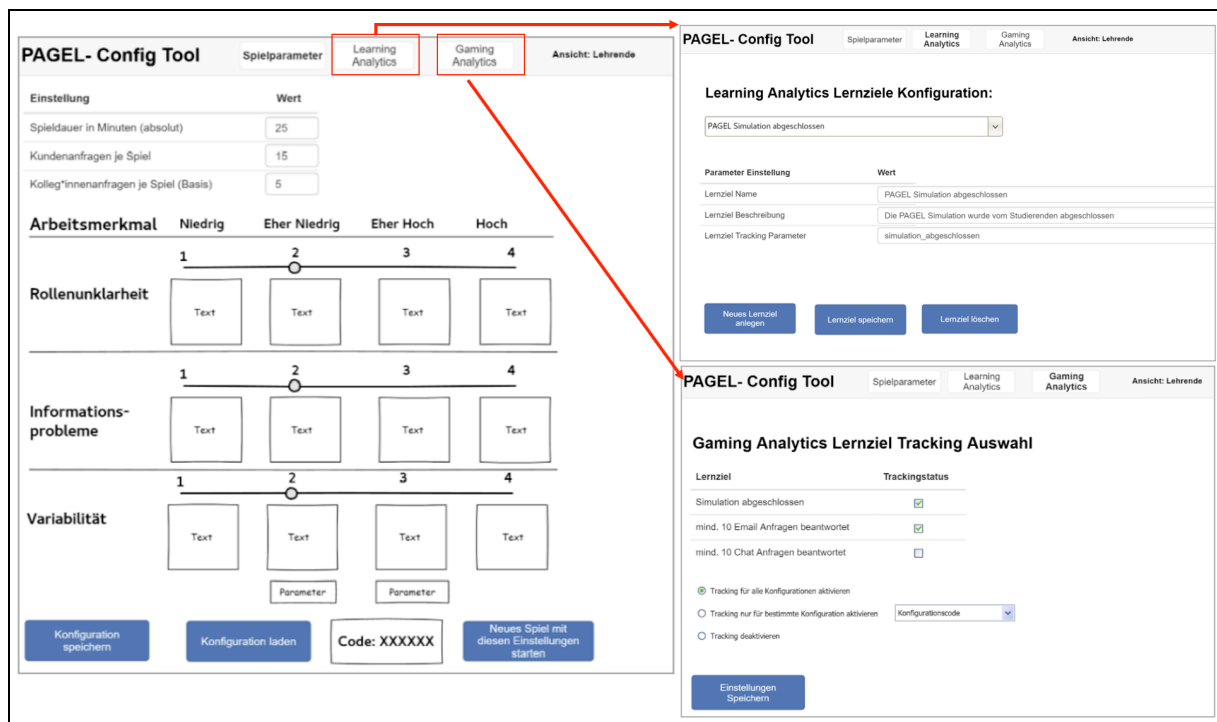 PAGEL- Config Tool
Spielparameter
Learning
Analytics
Gaming
Analytics
Ansicht: Lehrende
Einstellung Wert
Spieldauer in Minuten (absolut) 25
Kundenanfragen je Spiel 15
Kolleg*innenanfragen je Spiel (Basis) 5
Arbeitsmerkmal Niedrig Eher Niedrig Eher Hoch Hoch
1 2 3 4
Rollenunklarheit
Text Text Text Text
1 2 3 4
Informations-
probleme
Text Text Text Text
1 2 3 4
Variabilität
Text Text Text Text
Parameter Parameter
Konfiguration
speichern
Konfiguration laden
Code: XXXXXX
Neues Spiel mit
diesen Einstellungen
starten
PAGEL- Config Tool
Spielparameter
Learning
Analytics
Gaming
Analytics
Ansicht: Lehrende
Learning Analytics Lernziele Konfiguration:
PAGEL Simulation abgeschlossen
Parameter Einstellung Wert
Lernziel Name PAGEL Simulation abgeschlossen
Lernziel Beschreibung Die PAGEL Simulation wurde vom Studierenden abgeschlossen
Lernziel Tracking Parameter simulation_abgeschlossen
Neues Lernziel
anlegen
Lernziel speichern
Lernziel löschen
PAGEL- Config Tool
Spielparameter
Learning
Analytics
Gaming
Analytics
Ansicht: Lehrende
Gaming Analytics Lernziel Tracking Auswahl
Lernziel Trackingstatus
Simulation abgeschlossen
mind. 10 Email Anfragen beantwortet
mind. 10 Chat Anfragen beantwortet
Tracking für alle Konfigurationen aktivieren
Tracking nur für bestimmte Konfiguration aktivieren Konfigurationscode
Tracking deaktivieren
Einstellungen
Speichern